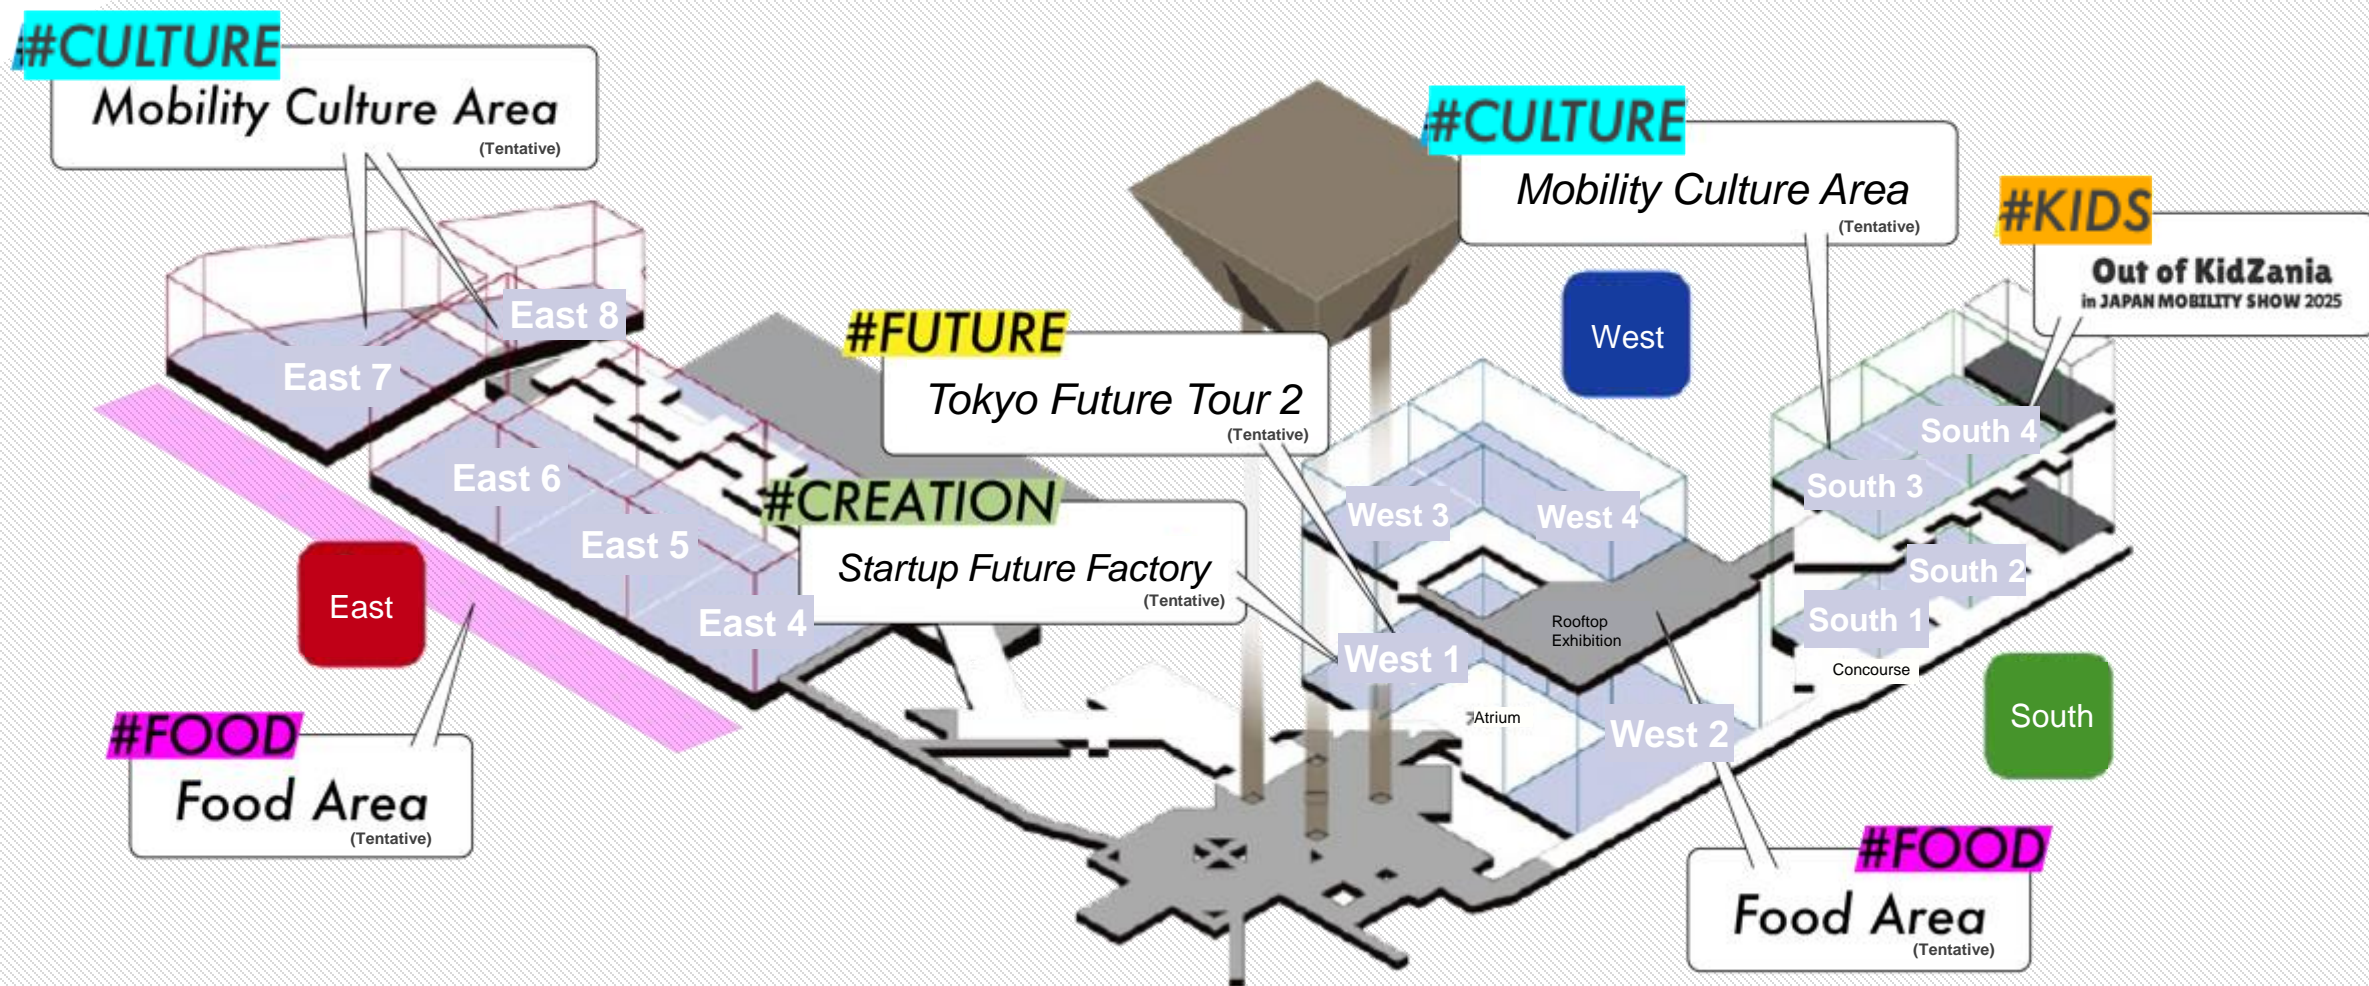 #CULTURE
Mobility Culture Area
(Tentative)
#CULTURE
Mobility Culture Area
(Tentative)
#KIDS
Out of KidZania
in JAPAN MOBILITY SHOW 2025
West
East 8
East 7
#FUTURE
Tokyo Future Tour 2
(Tentative)
South 4
South 3
East 6
#CREATION
Startup Future Factory
(Tentative)
West 3
West 4
East 5
South 2
South 1
East
East 4
Rooftop
Exhibition
West 1
Concourse
South
Atrium
West 2
#FOOD
Food Area
(Tentative)
#FOOD
Food Area
(Tentative)